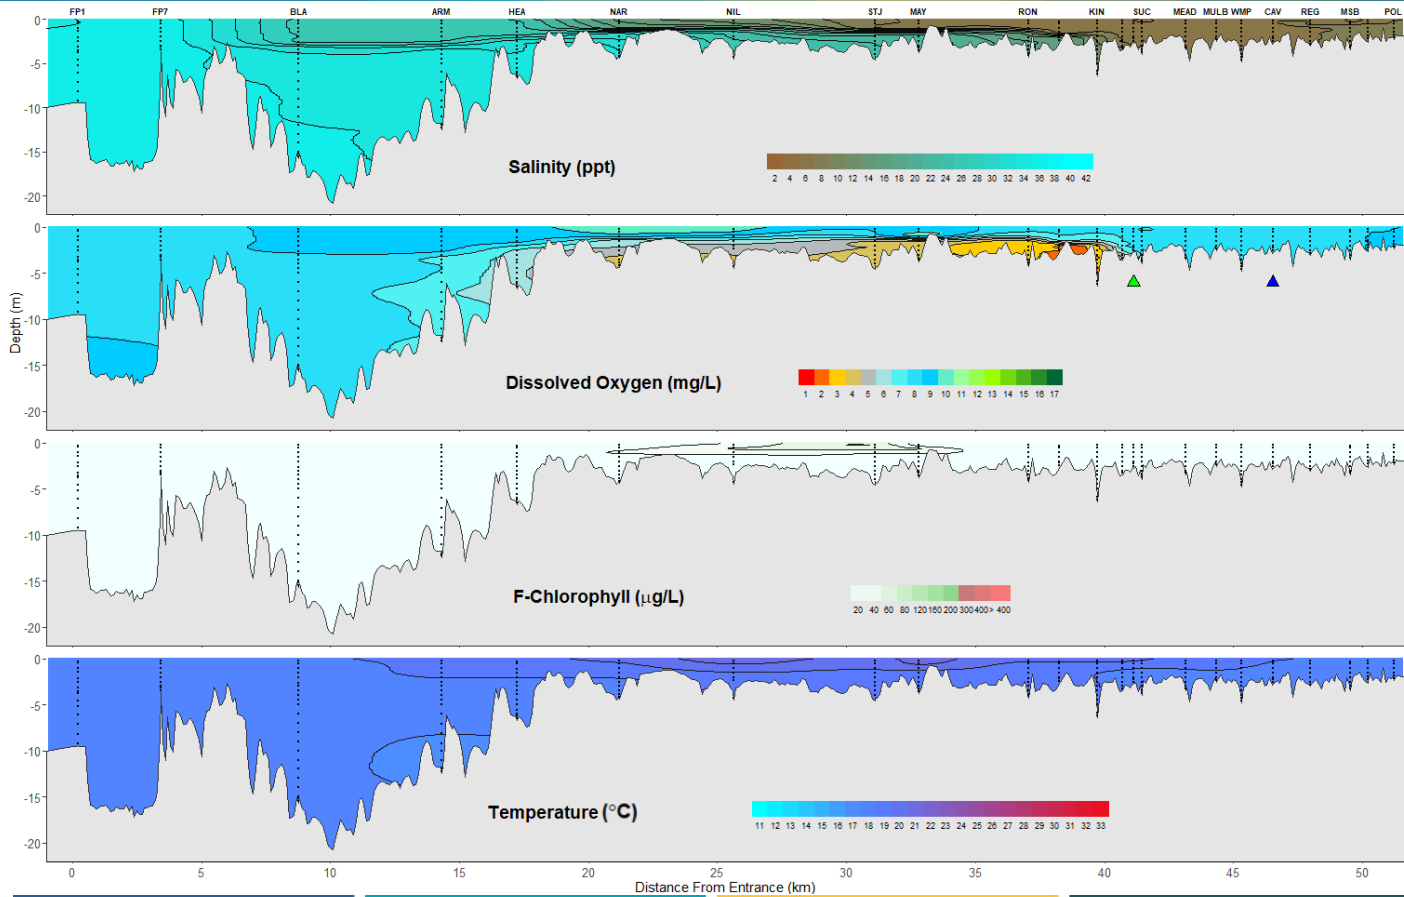 FP1 FP7 BLA ARM HEA NAR NIL STJ MAY RON KIN SUC MEAD MULB WMP CAV REG MSB POL
0
-5
-10
-15
-20
Salinity (ppt)
2 4 6 8 10 12 14 16 18 20 22 24 26 28 30 32 34 36 38 40 42
0
-5
-10
-15
-20
Dissolved Oxygen (mg/L)
1 2 3 4 5 6 7 8 9 10 11 12 13 14 15 16 17
Depth (m)
0
-5
-10
-15
-20
F-Chlorophyll (μg/L)
20 40 60 80 120 160 200 300 400 > 400
0
-5
-10
-15
-20
Temperature (°C)
11 12 13 14 15 16 17 18 19 20 21 22 23 24 25 26 27 28 29 30 31 32 33
0 5 10 15 20 25 30 35 40 45 50
Distance From Entrance (km)